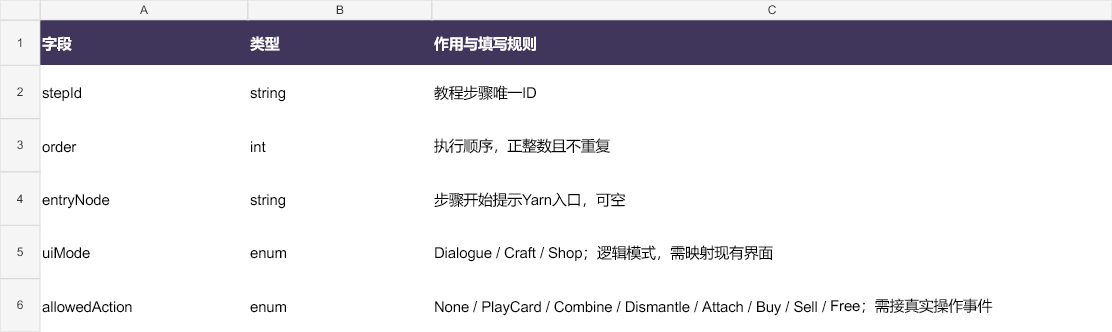 A B C
1 字段 类型 作用与填写规则
2 stepId string 教程步骤唯一ID
3 order int 执行顺序，正整数且不重复
4 entryNode string 步骤开始提示Yarn入口，可空
5 uiMode enum Dialogue / Craft / Shop；逻辑模式，需映射现有界面
6 allowedAction enum None / PlayCard / Combine / Dismantle / Attach / Buy / Sell / Free；需接真实操作事件